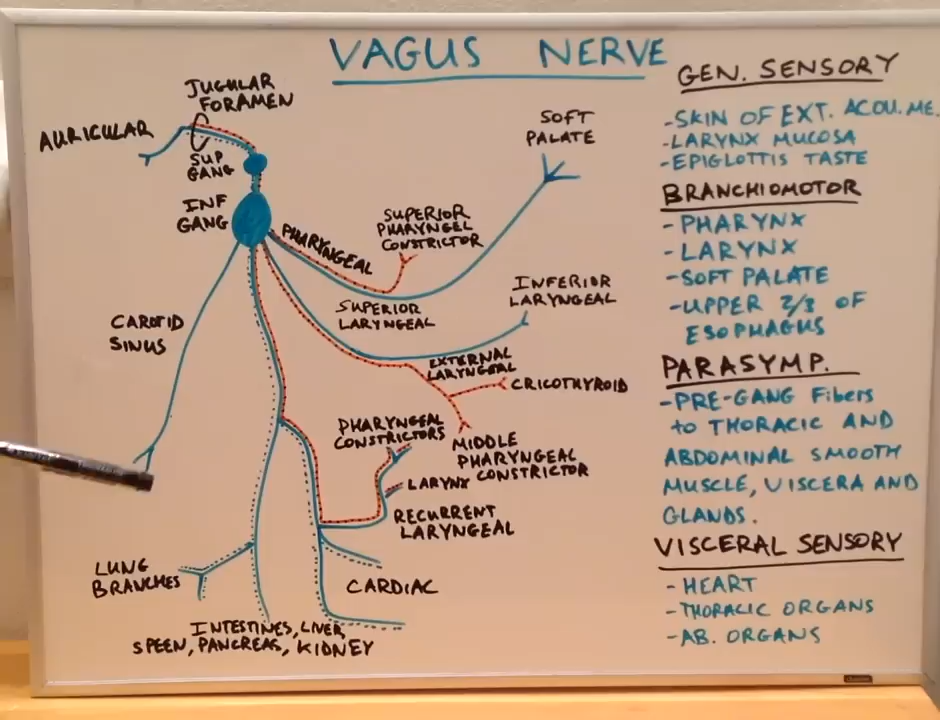 VAGUS NERVE
JUGULAR
FORAMEN
AURICULAR
SUP
GANG
INF
GANG
PHARYNGEAL
SUPERIOR
PHARYNGEL
CONSTRICTOR
SOFT
PALATE
SUPERIOR
LARYNGEAL
INFERIOR
LARYNGEAL
CAROTID
SINUS
EXTERNAL
LARYNGEAL
CRICOTHYROID
MIDDLE
PHARYNGEAL
CONSTRICTOR
PHARYNGEAL
CONSTRICTORS
LARYNX
RECURRENT
LARYNGEAL
LUNG
BRANCHES
CARDIAC
INTESTINES, LIVER,
SPEEN, PANCREAS, KIDNEY
GEN. SENSORY
-SKIN OF EXT. ACOU. ME.
-LARYNX MUCOSA
-EPIGLOTTIS TASTE
BRANCHIOMOTOR
- PHARYNX
- LARYNX
-SOFT PALATE
-UPPER 2/3 OF
ESOPHAGUS
PARASYMP.
-PRE-GANG Fibers
to THORACIC AND
ABDOMINAL SMOOTH
MUSCLE, VISCERA AND
GLANDS.
VISCERAL SENSORY
- HEART
-THORACIC ORGANS
-AB. ORGANS